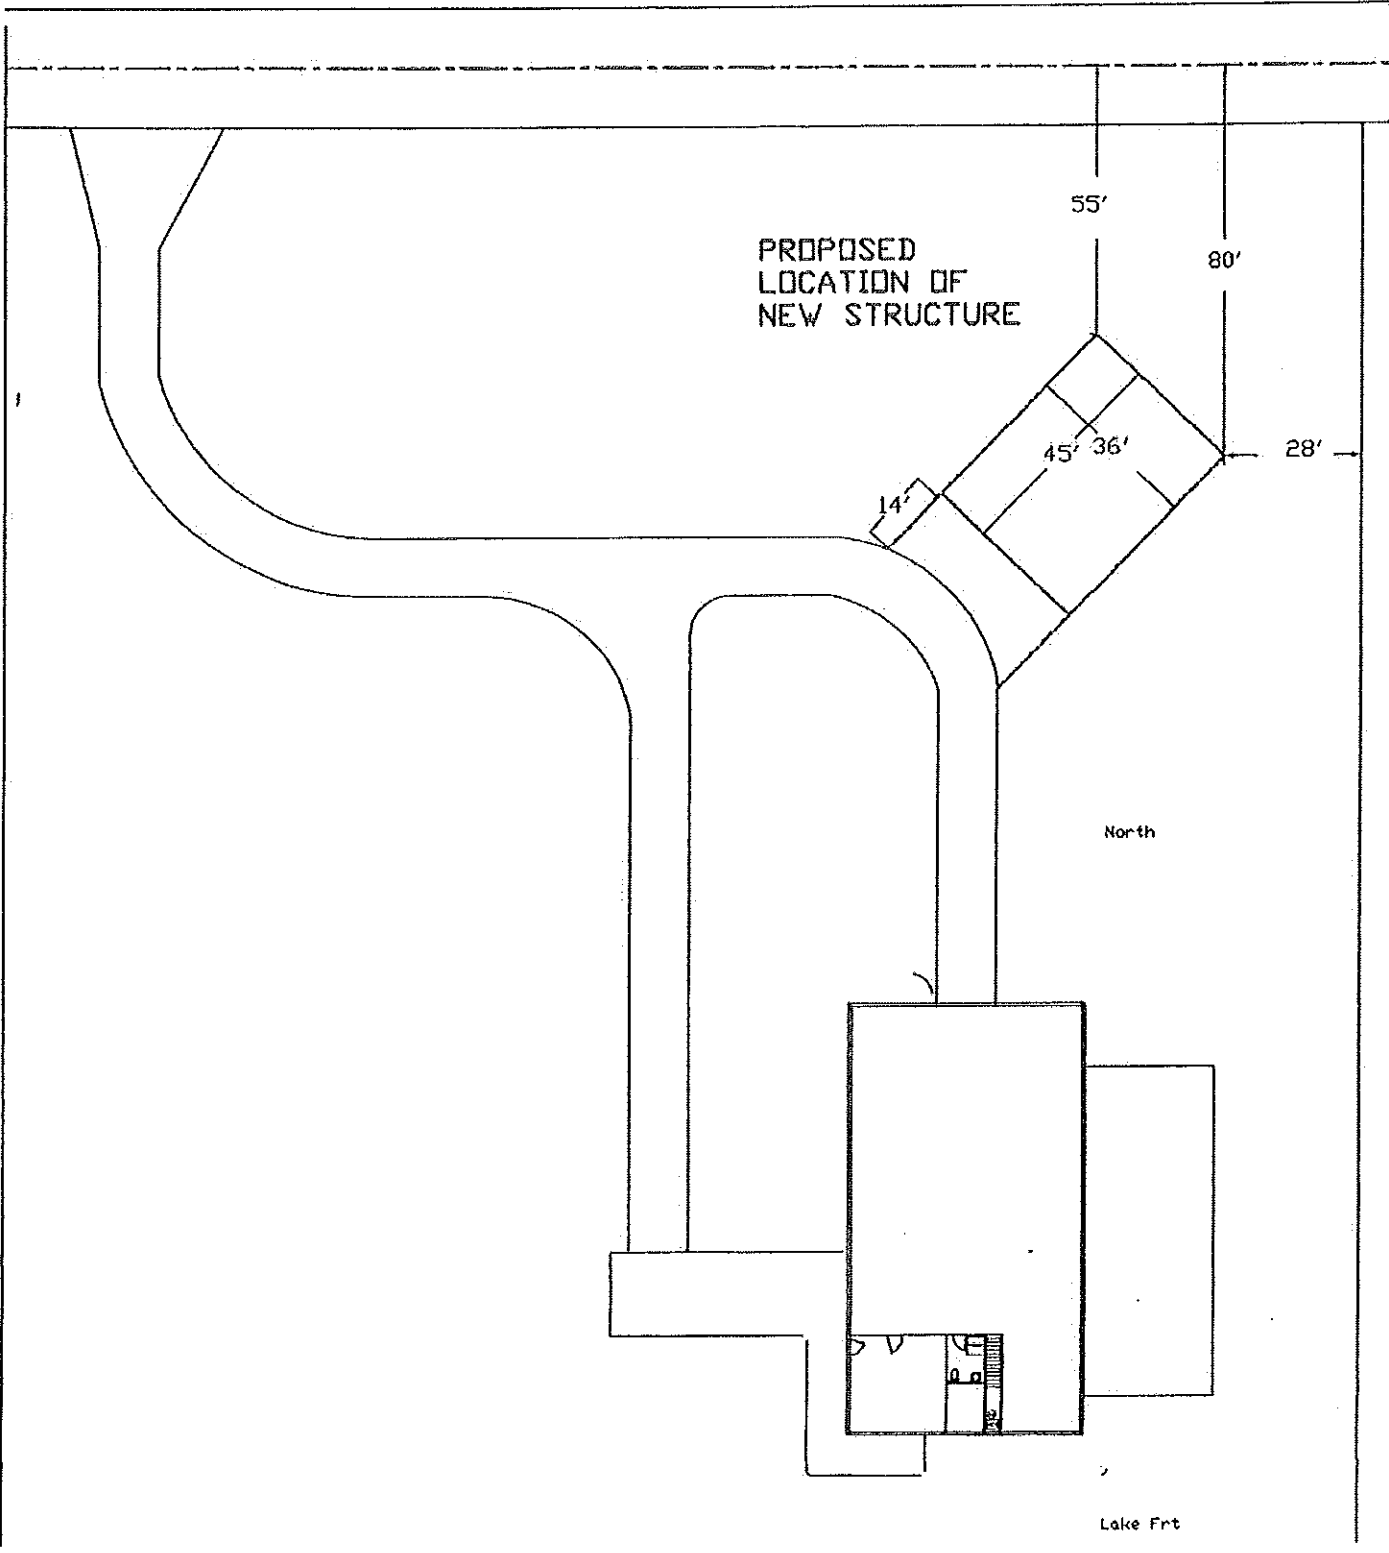 55'
PROPOSED
LOCATION OF
NEW STRUCTURE
80'
45' 36'
28'
14'
North
Lake Frt